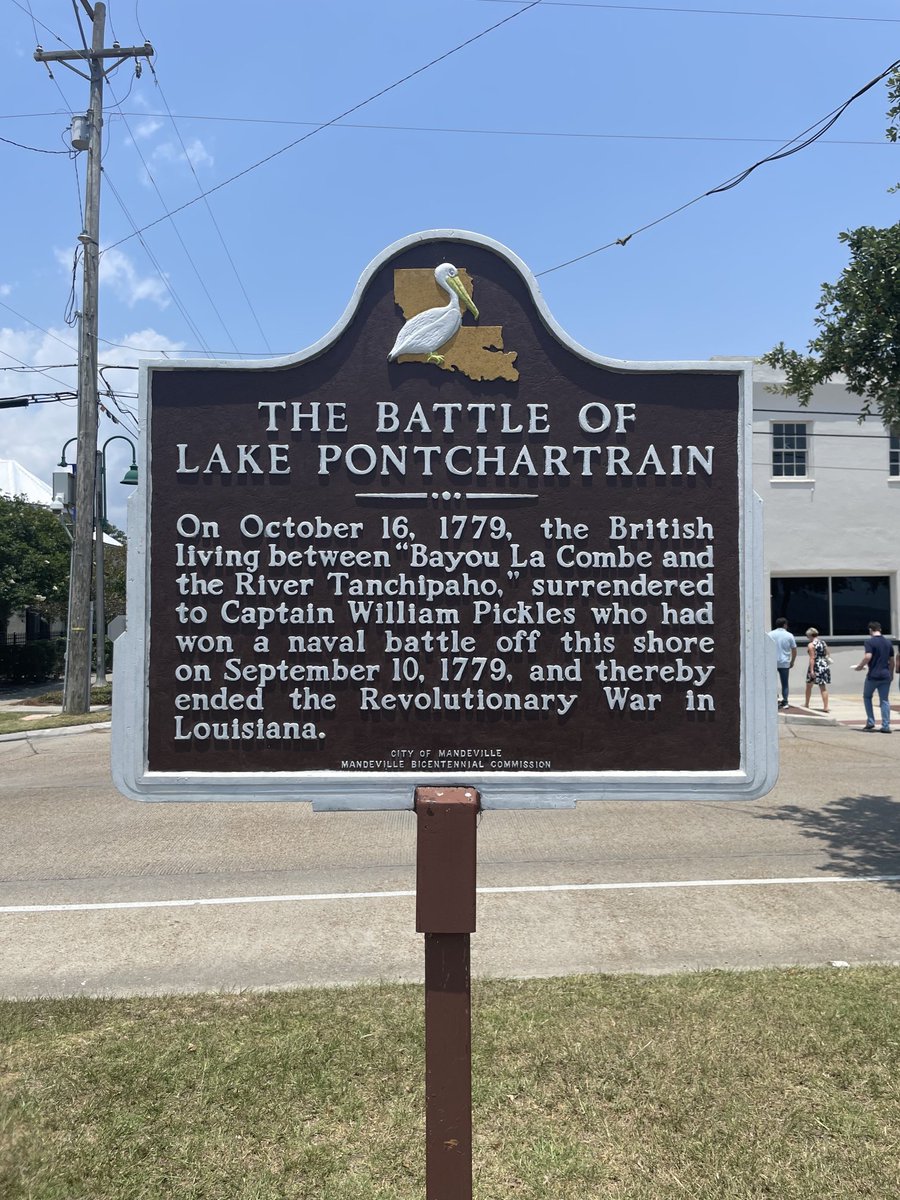 THE BATTLE OF
LAKE PONTCHARTRAIN
On October 16, 1779, the British
living between "Bayou La Combe and
the River Tanchipaho," surrendered
to Captain William Pickles who had
won a naval battle off this shore
on September 10, 1779, and thereby
ended the Revolutionary War in
Louisiana.
CITY OF MANDEVILLE
MANDEVILLE BICENTENNIAL COMMISSION